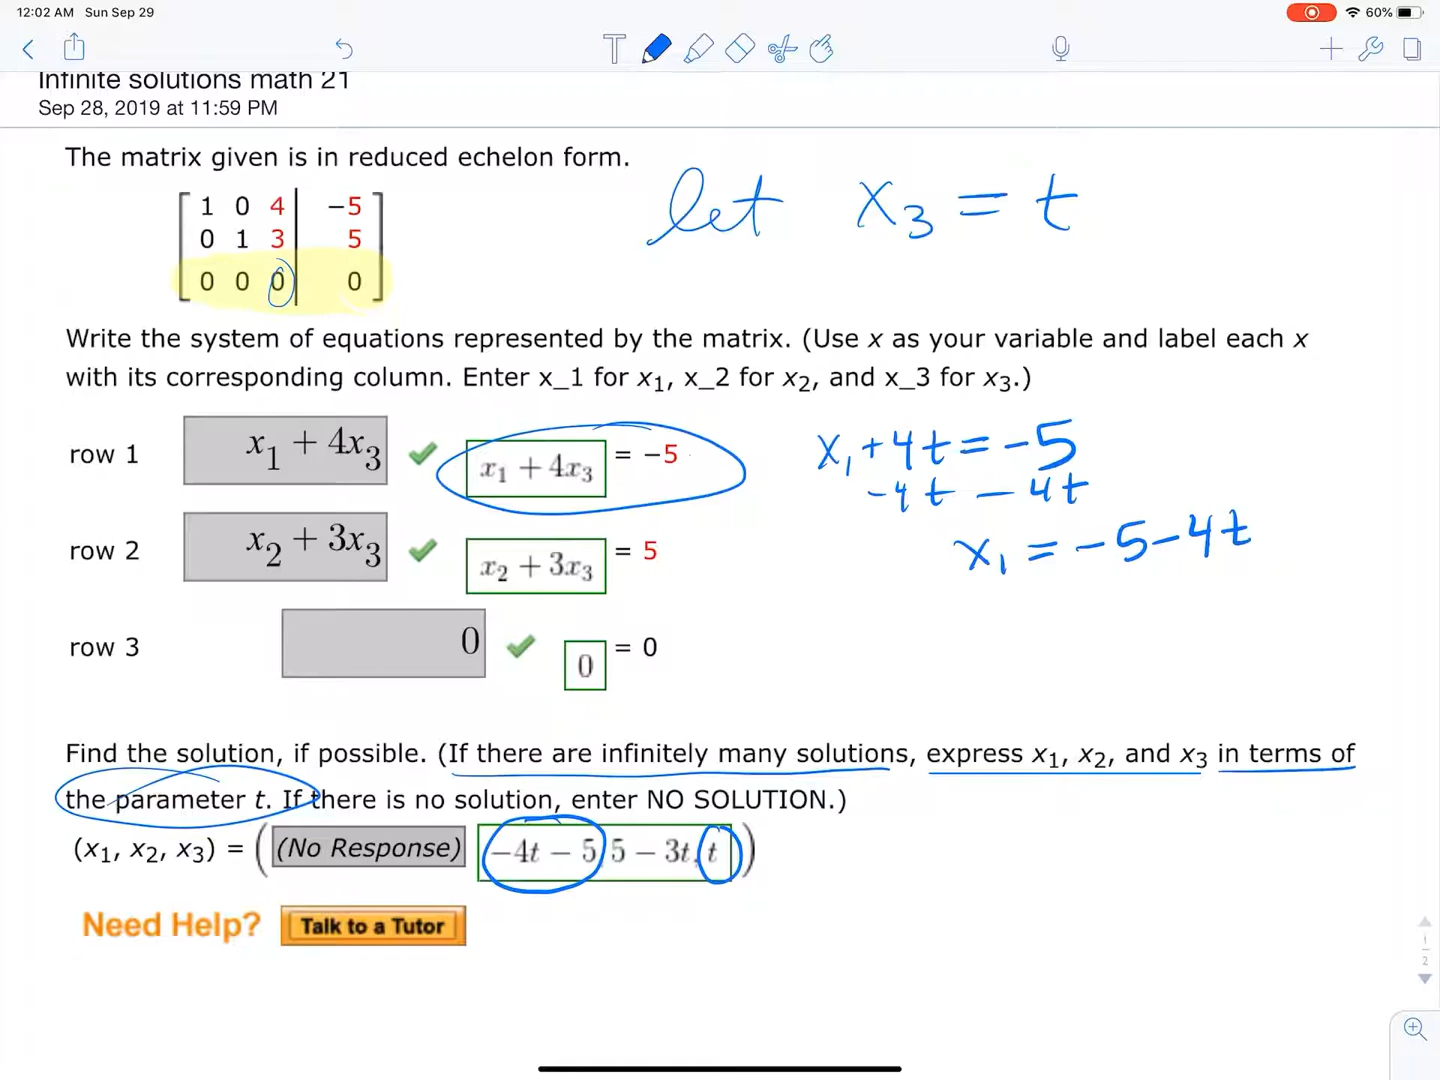 12:02 AM Sun Sep 29
60%
Infinite solutions math 21
Sep 28, 2019 at 11:59 PM
The matrix given is in reduced echelon form.
let x₃ = t
1 0 4 | −5
0 1 3 | 5
0 0 0 | 0
Write the system of equations represented by the matrix. (Use x as your variable and label each x
with its corresponding column. Enter x_1 for x₁, x_2 for x₂, and x_3 for x₃.)
row 1 x₁ + 4x₃ x₁ + 4x₃ = −5
x₁ + 4t = −5
−4t − 4t
x₁ = −5 − 4t
row 2 x₂ + 3x₃ x₂ + 3x₃ = 5
row 3 0 0 = 0
Find the solution, if possible. (If there are infinitely many solutions, express x₁, x₂, and x₃ in terms of
the parameter t. If there is no solution, enter NO SOLUTION.)
(x₁, x₂, x₃) = ((No Response) −4t − 5, 5 − 3t, t)
Need Help? Talk to a Tutor
1
2